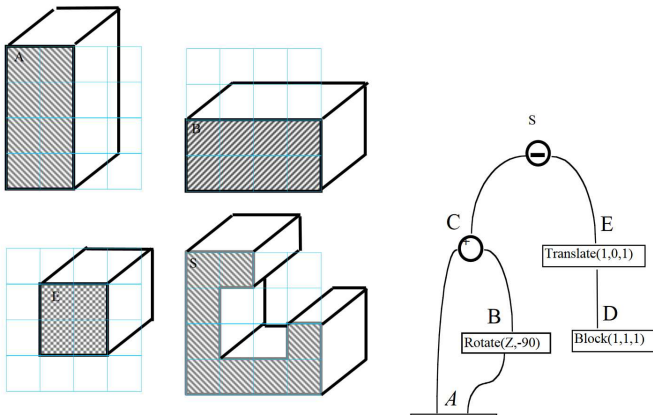 A
B
E
S
S
C
+
E
Translate(1,0,1)
B
Rotate(Z,-90)
D
Block(1,1,1)
A